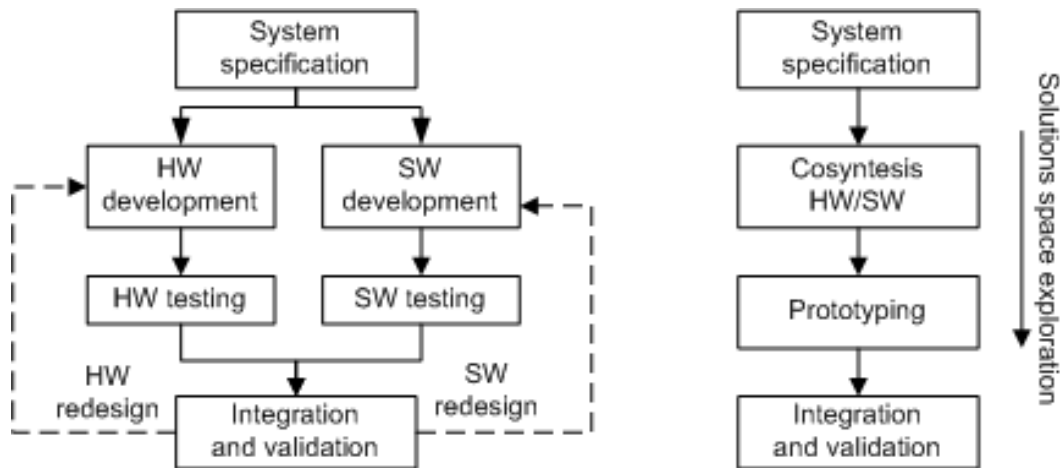 System
specification
HW
development
SW
development
HW testing
SW testing
HW
redesign
SW
redesign
Integration
and validation
System
specification
Cosyntesis
HW/SW
Prototyping
Integration
and validation
Solutions space exploration